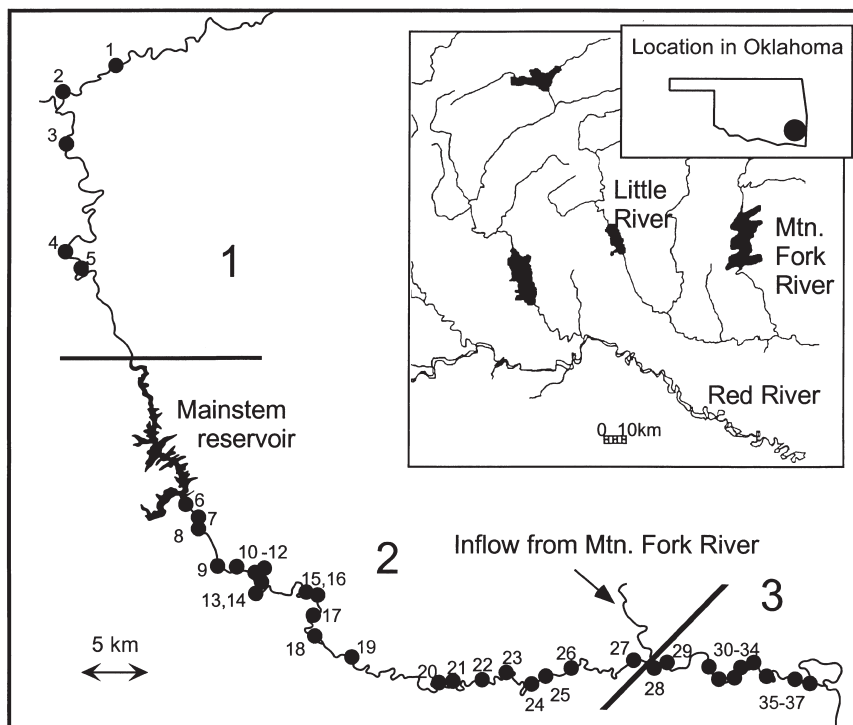 Location in Oklahoma
Little
River
Mtn.
Fork
River
Red River
0 10km
1
2
3
4
5
1
Mainstem
reservoir
6
7
8
9
10 -12
13,14
2
15,16
17
18
19
5 km
Inflow from Mtn. Fork River
3
20
21
22
23
24
25
26
27
28
29
30-34
35-37